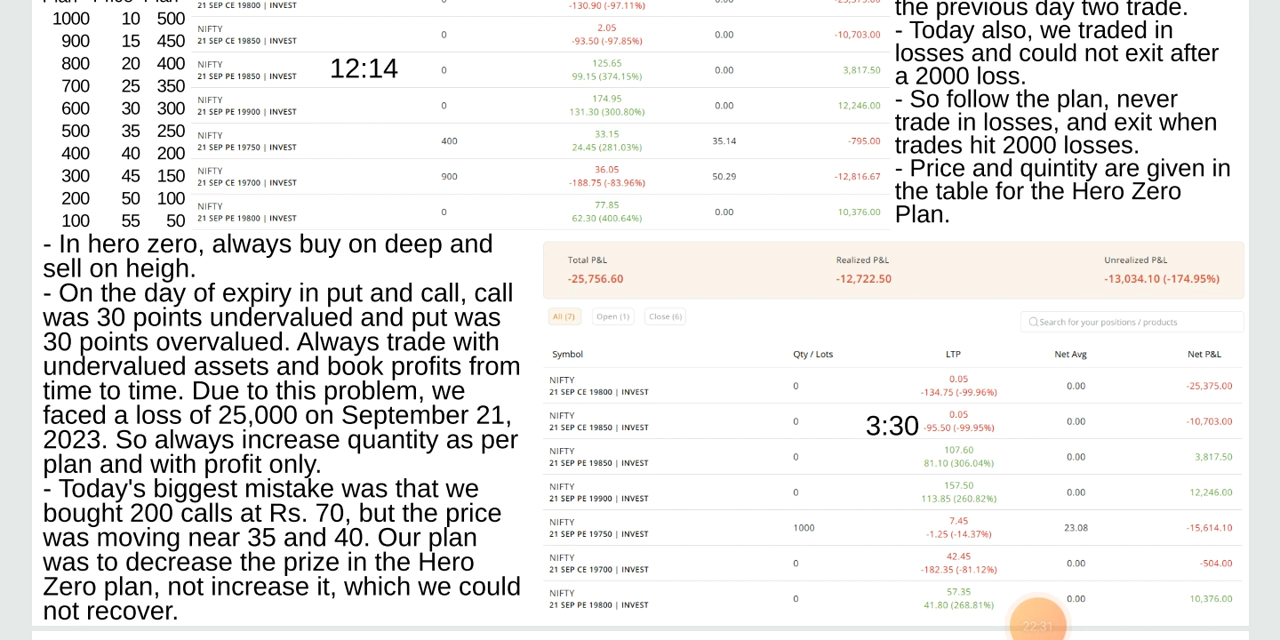 1000 10 500
900 15 450
800 20 400
700 25 350
600 30 300
500 35 250
400 40 200
300 45 150
200 50 100
100 55 50
21 SEP CE 19800 | INVEST 0 -130.90 (-97.11%)
NIFTY 2.05
21 SEP CE 19850 | INVEST 0 -93.50 (-97.85%) 0.00 -10,703.00
NIFTY 125.65
21 SEP PE 19850 | INVEST 12:14 0 99.15 (374.15%) 0.00 3,817.50
NIFTY 174.95
21 SEP PE 19900 | INVEST 0 131.30 (300.80%) 0.00 12,246.00
NIFTY 33.15
21 SEP PE 19750 | INVEST 400 24.45 (281.03%) 35.14 -795.00
NIFTY 36.05
21 SEP CE 19700 | INVEST 900 -188.75 (-83.96%) 50.29 -12,816.67
NIFTY 77.85
21 SEP PE 19800 | INVEST 0 62.30 (400.64%) 0.00 10,376.00
the previous day two trade.
- Today also, we traded in
losses and could not exit after
a 2000 loss.
- So follow the plan, never
trade in losses, and exit when
trades hit 2000 losses.
- Price and quintity are given in
the table for the Hero Zero
Plan.
- In hero zero, always buy on deep and
sell on heigh.
- On the day of expiry in put and call, call
was 30 points undervalued and put was
30 points overvalued. Always trade with
undervalued assets and book profits from
time to time. Due to this problem, we
faced a loss of 25,000 on September 21,
2023. So always increase quantity as per
plan and with profit only.
- Today's biggest mistake was that we
bought 200 calls at Rs. 70, but the price
was moving near 35 and 40. Our plan
was to decrease the prize in the Hero
Zero plan, not increase it, which we could
not recover.
Total P&L Realized P&L Unrealized P&L
-25,756.60 -12,722.50 -13,034.10 (-174.95%)
All (7) Open (1) Close (6) Search for your positions / products
Symbol Qty / Lots LTP Net Avg Net P&L
NIFTY 0.05
21 SEP CE 19800 | INVEST 0 -134.75 (-99.96%) 0.00 -25,375.00
NIFTY 0.05
21 SEP CE 19850 | INVEST 0 3:30 -95.50 (-99.95%) 0.00 -10,703.00
NIFTY 107.60
21 SEP PE 19850 | INVEST 0 81.10 (306.04%) 0.00 3,817.50
NIFTY 157.50
21 SEP PE 19900 | INVEST 0 113.85 (260.82%) 0.00 12,246.00
NIFTY 7.45
21 SEP PE 19750 | INVEST 1000 -1.25 (-14.37%) 23.08 -15,614.10
NIFTY 42.45
21 SEP CE 19700 | INVEST 0 -182.35 (-81.12%) 0.00 -504.00
NIFTY 57.35
21 SEP PE 19800 | INVEST 0 41.80 (268.81%) 0.00 10,376.00
22:31